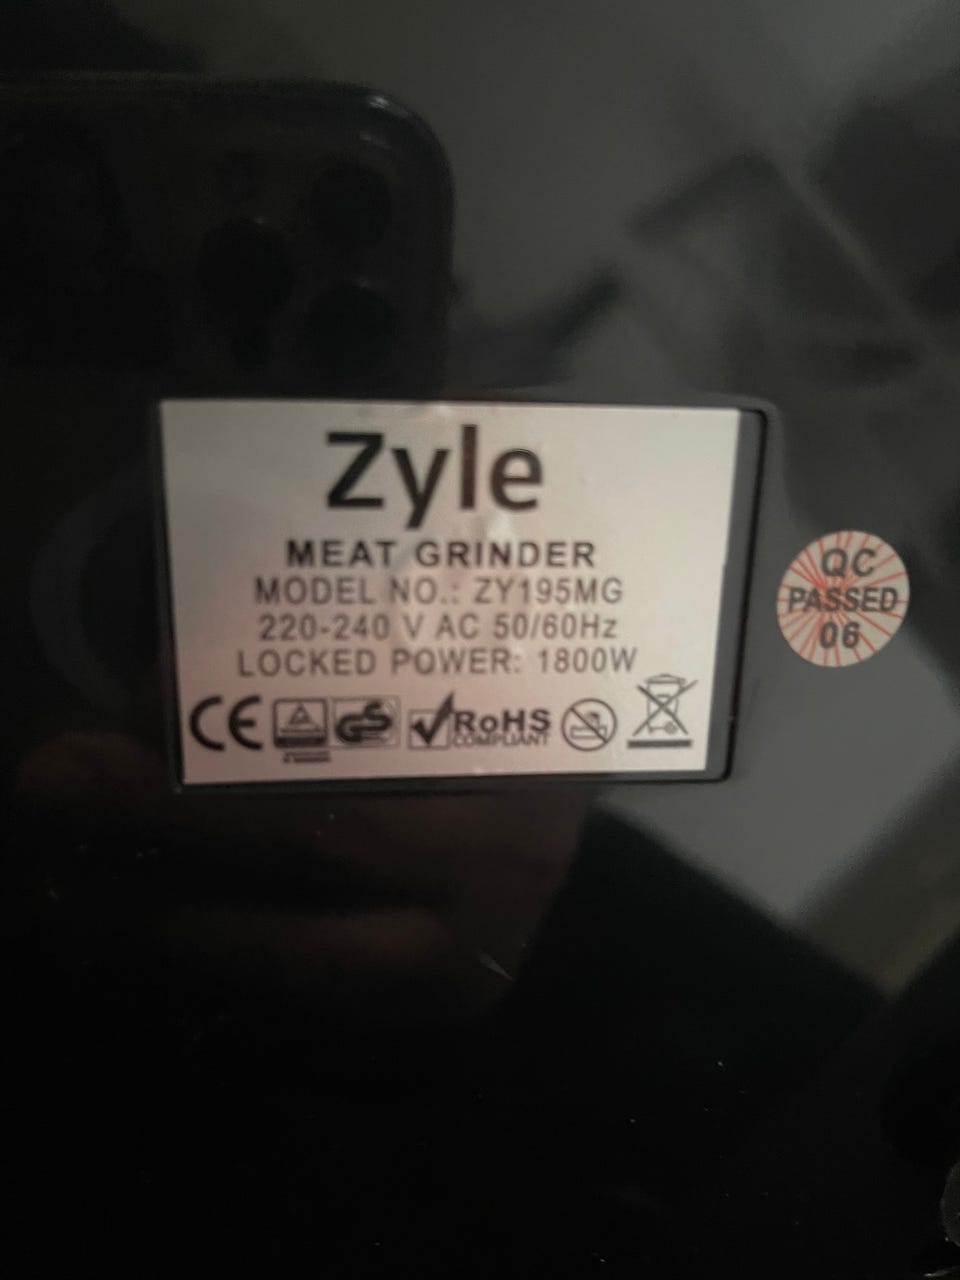 Zyle
MEAT GRINDER
MODEL NO.: ZY195MG
220-240 V AC 50/60Hz
LOCKED POWER: 1800W
CE
GS
RoHS
COMPLIANT
QC
PASSED
06